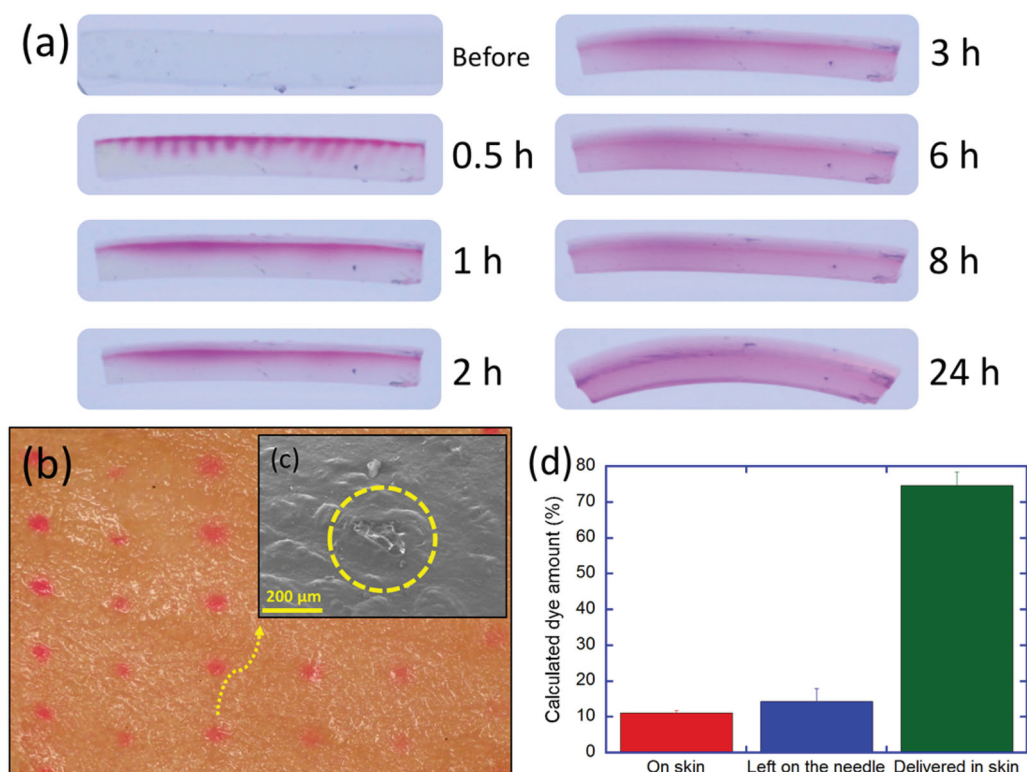 (a)
Before
0.5 h
1 h
2 h
3 h
6 h
8 h
24 h
(b)
(c)
200 μm
(d)
80
70
60
50
40
30
20
10
0
Calculated dye amount (%)
On skin
Left on the needle
Delivered in skin